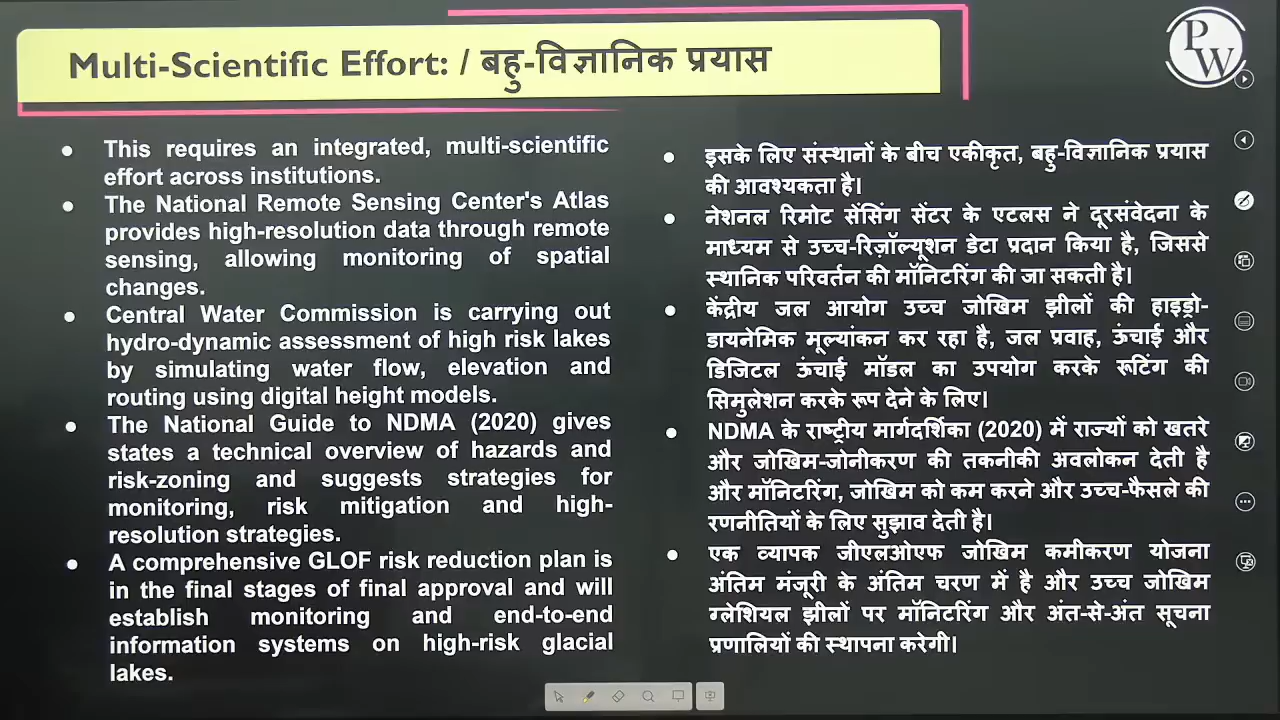 Multi-Scientific Effort: / बहु-विज्ञानिक प्रयास
PW
This requires an integrated, multi-scientific
effort across institutions.
The National Remote Sensing Center's Atlas
provides high-resolution data through remote
sensing, allowing monitoring of spatial
changes.
Central Water Commission is carrying out
hydro-dynamic assessment of high risk lakes
by simulating water flow, elevation and
routing using digital height models.
The National Guide to NDMA (2020) gives
states a technical overview of hazards and
risk-zoning and suggests strategies for
monitoring, risk mitigation and high-
resolution strategies.
A comprehensive GLOF risk reduction plan is
in the final stages of final approval and will
establish monitoring and end-to-end
information systems on high-risk glacial
lakes.
इसके लिए संस्थानों के बीच एकीकृत, बहु-विज्ञानिक प्रयास
की आवश्यकता है।
नेशनल रिमोट सेंसिंग सेंटर के एटलस ने दूरसंवेदना के
माध्यम से उच्च-रिज़ॉल्यूशन डेटा प्रदान किया है, जिससे
स्थानिक परिवर्तन की मॉनिटरिंग की जा सकती है।
केंद्रीय जल आयोग उच्च जोखिम झीलों की हाइड्रो-
डायनेमिक मूल्यांकन कर रहा है, जल प्रवाह, ऊंचाई और
डिजिटल ऊंचाई मॉडल का उपयोग करके रूटिंग की
सिमुलेशन करके रूप देने के लिए।
NDMA के राष्ट्रीय मार्गदर्शिका (2020) में राज्यों को खतरे
और जोखिम-जोनीकरण की तकनीकी अवलोकन देती है
और मॉनिटरिंग, जोखिम को कम करने और उच्च-फैसले की
रणनीतियों के लिए सुझाव देती है।
एक व्यापक जीएलओएफ जोखिम कमीकरण योजना
अंतिम मंजूरी के अंतिम चरण में है और उच्च जोखिम
ग्लेशियल झीलों पर मॉनिटरिंग और अंत-से-अंत सूचना
प्रणालियों की स्थापना करेगी।